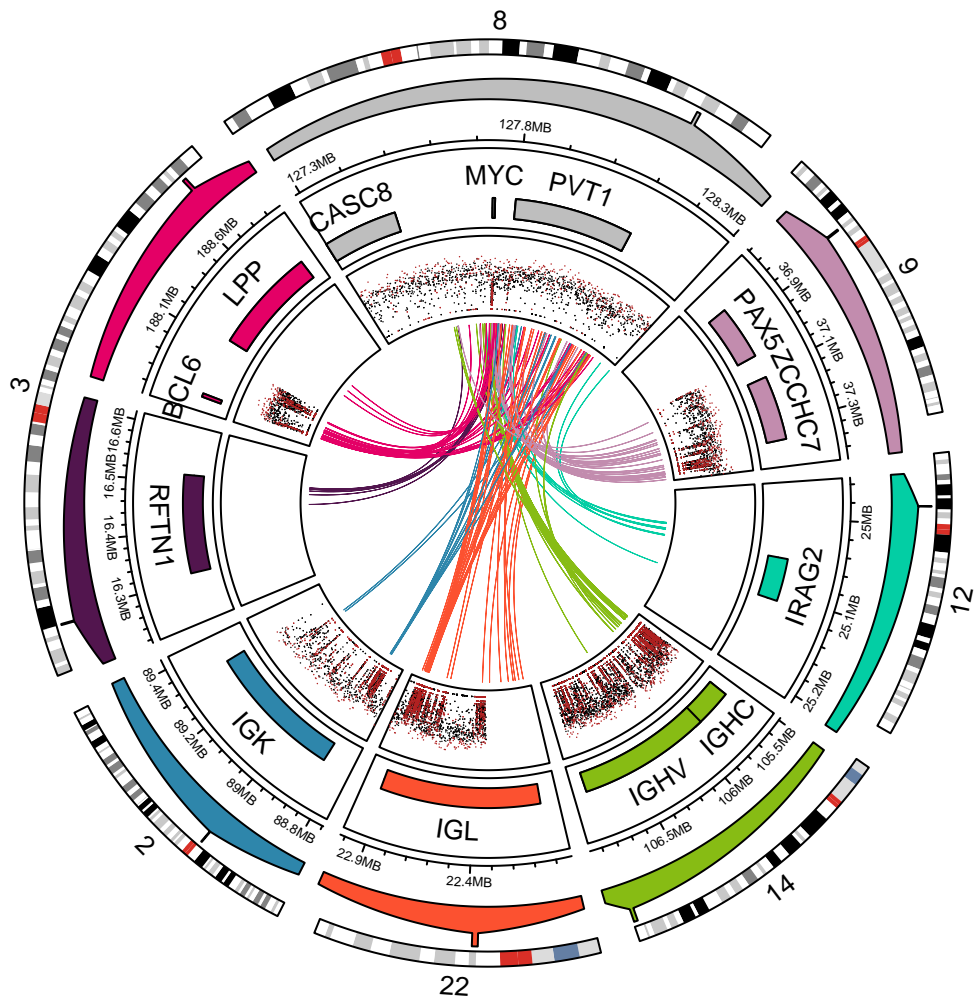 8
127.3MB
127.8MB
128.3MB
CASC8
MYC
PVT1
9
36.9MB
37.1MB
37.3MB
PAX5
ZCCHC7
12
25MB
25.1MB
25.2MB
IRAG2
14
105.5MB
106MB
106.5MB
IGHC
IGHV
22
22.4MB
22.9MB
IGL
2
88.8MB
89MB
89.2MB
89.4MB
IGK
3
16.3MB
16.4MB
16.5MB
16.6MB
RFTN1
188.1MB
188.6MB
BCL6
LPP